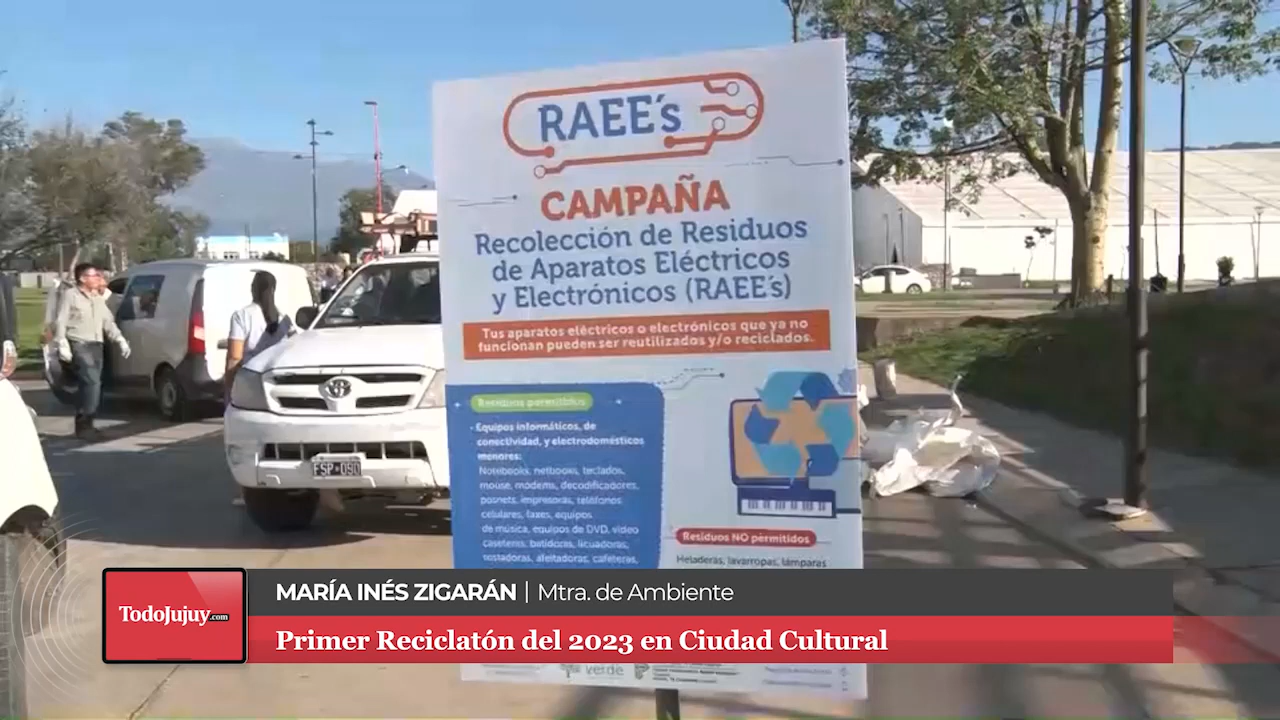 RAEE´s
CAMPAÑA
Recolección de Residuos
de Aparatos Eléctricos
y Electrónicos (RAEE´s)
Tus aparatos eléctricos o electrónicos que ya no
funcionan pueden ser reutilizados y/o reciclados.
Residuos permitidos
· Equipos informáticos, de
conectividad, y electrodomésticos
menores:
Notebooks, netbooks, teclados,
mouse, modems, decodificadores,
posnets, impresoras, teléfonos
celulares, faxes, equipos
de música, equipos de DVD, video
caseteras, batidoras, licuadoras,
tostadoras, afeitadoras, cafeteras,
Residuos NO permitidos
Heladeras, lavarropas, lámparas
FSP 090
MARÍA INÉS ZIGARÁN | Mtra. de Ambiente
TodoJujuy.com
Primer Reciclatón del 2023 en Ciudad Cultural
verde